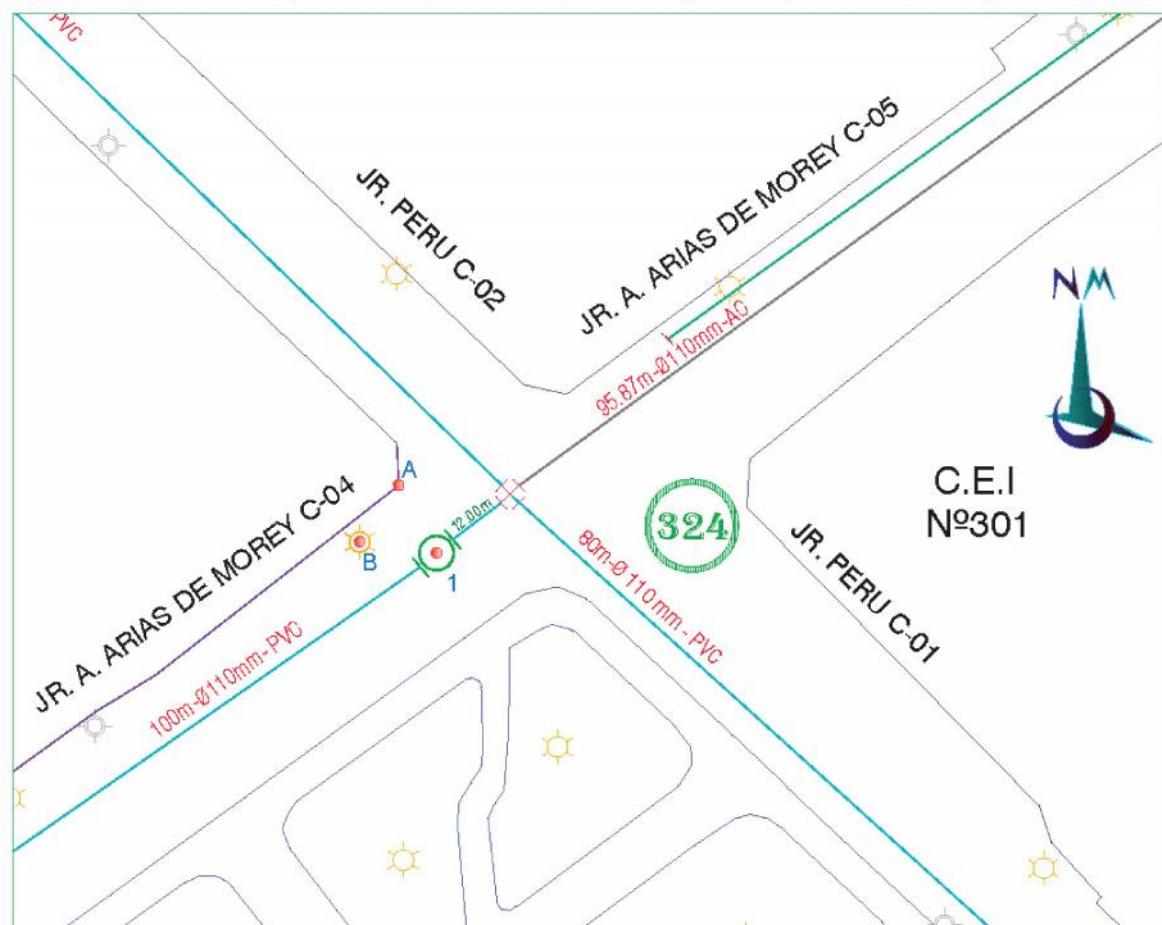 PVC
JR. PERU C-02
JR. A. ARIAS DE MOREY C-05
95.87m-Ø110mm-AC
NM
C.E.I
Nº301
A
B
1
12.00m
324
JR. A. ARIAS DE MOREY C-04
100m-Ø110mm-PVC
80m-Ø110mm-PVC
JR. PERU C-01